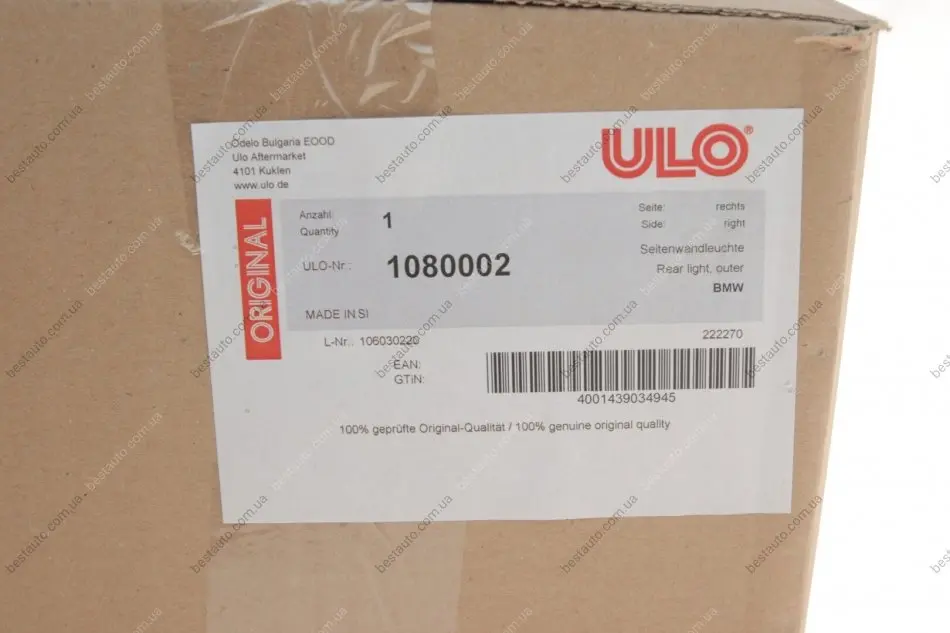 Odelo Bulgaria EOOD
Ulo Aftermarket
4101 Kuklen
www.ulo.de
ULO®
ORIGINAL
Anzahl
Quantity
1
Seite: rechts
Side: right
ULO-Nr.: 1080002
Seitenwandleuchte
Rear light, outer
BMW
MADE IN SI
L-Nr.: 106030220
222270
EAN:
GTiN:
4001439034945
100% geprüfte Original-Qualität / 100% genuine original quality
bestauto.com.ua